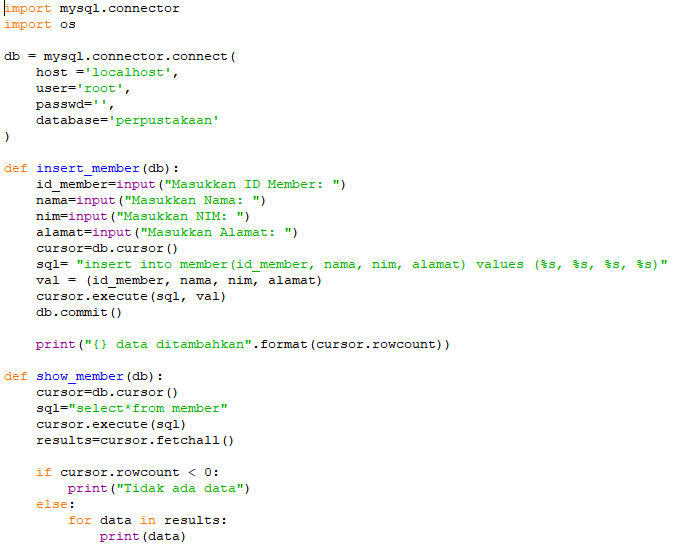 import mysql.connector
import os

db = mysql.connector.connect(
    host ='localhost',
    user='root',
    passwd='',
    database='perpustakaan'
)

def insert_member(db):
    id_member=input("Masukkan ID Member: ")
    nama=input("Masukkan Nama: ")
    nim=input("Masukkan NIM: ")
    alamat=input("Masukkan Alamat: ")
    cursor=db.cursor()
    sql= "insert into member(id_member, nama, nim, alamat) values (%s, %s, %s, %s)"
    val = (id_member, nama, nim, alamat)
    cursor.execute(sql, val)
    db.commit()

    print("{} data ditambahkan".format(cursor.rowcount))

def show_member(db):
    cursor=db.cursor()
    sql="select*from member"
    cursor.execute(sql)
    results=cursor.fetchall()

    if cursor.rowcount < 0:
        print("Tidak ada data")
    else:
        for data in results:
            print(data)